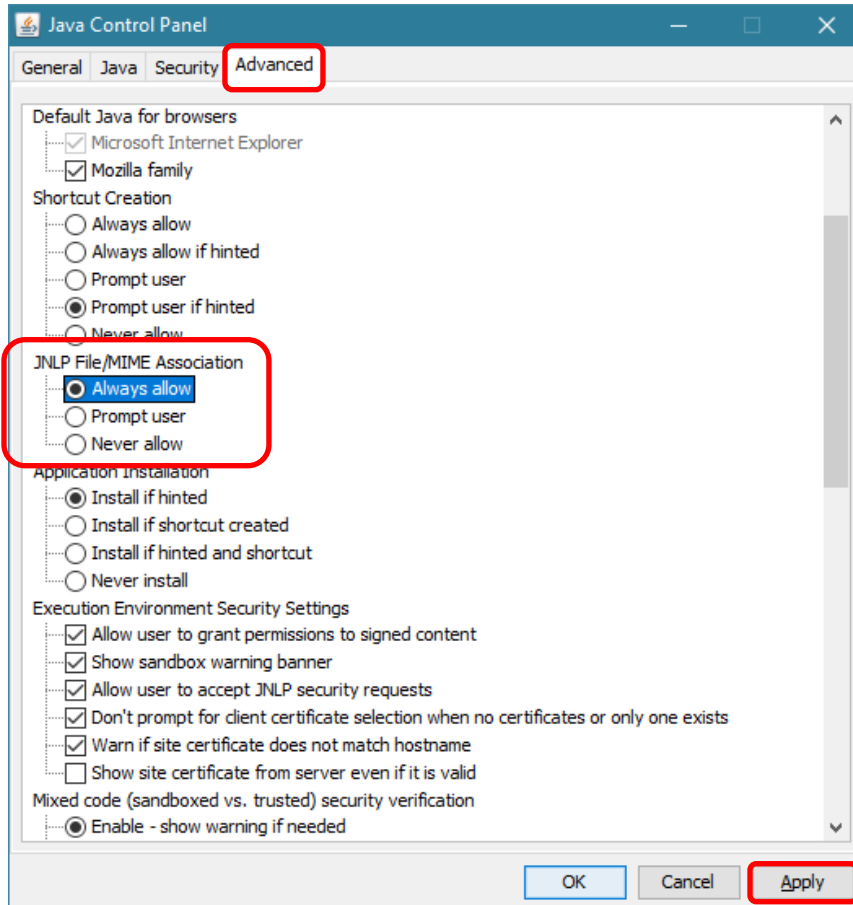 Java Control Panel
General Java Security Advanced
Default Java for browsers
Microsoft Internet Explorer
Mozilla family
Shortcut Creation
Always allow
Always allow if hinted
Prompt user
Prompt user if hinted
Never allow
JNLP File/MIME Association
Always allow
Prompt user
Never allow
Application Installation
Install if hinted
Install if shortcut created
Install if hinted and shortcut
Never install
Execution Environment Security Settings
Allow user to grant permissions to signed content
Show sandbox warning banner
Allow user to accept JNLP security requests
Don't prompt for client certificate selection when no certificates or only one exists
Warn if site certificate does not match hostname
Show site certificate from server even if it is valid
Mixed code (sandboxed vs. trusted) security verification
Enable - show warning if needed
OK Cancel Apply